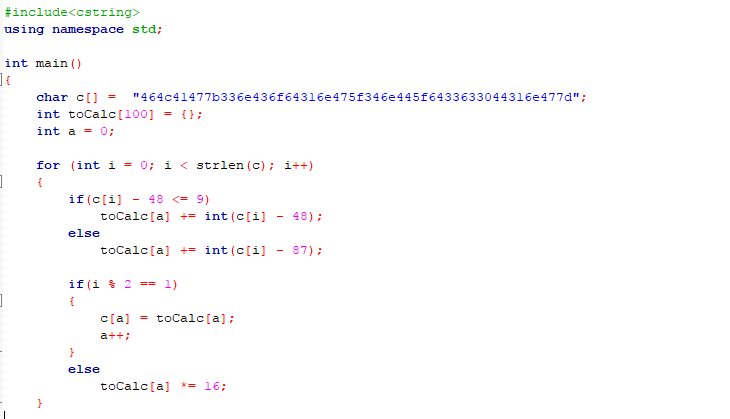 #include<cstring>
using namespace std;
int main()
{
char c[] = "464c41477b336e436f64316e475f346e445f6433633044316e477d";
int toCalc[100] = {};
int a = 0;
for (int i = 0; i < strlen(c); i++)
{
if(c[i] - 48 <= 9)
toCalc[a] += int(c[i] - 48);
else
toCalc[a] += int(c[i] - 87);
if(i % 2 == 1)
{
c[a] = toCalc[a];
a++;
}
else
toCalc[a] *= 16;
}